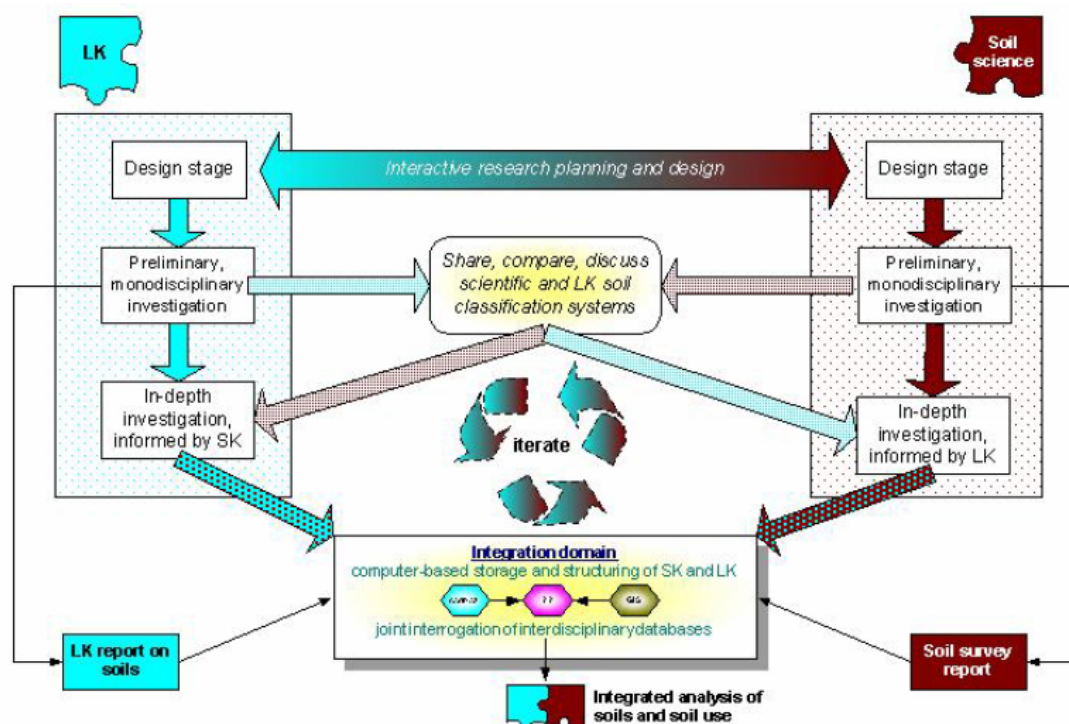 LK
Soil
science
Design stage
Interactive research planning and design
Design stage
Preliminary,
monodisciplinary
investigation
Share, compare, discuss
scientific and LK soil
classification systems
Preliminary,
monodisciplinary
investigation
In-depth
investigation,
informed by SK
iterate
In-depth
investigation,
informed by LK
Integration domain
computer-based storage and structuring of SK and LK
??
GIS
joint interrogation of interdisciplinary databases
LK report on
soils
Soil survey
report
Integrated analysis of
soils and soil use